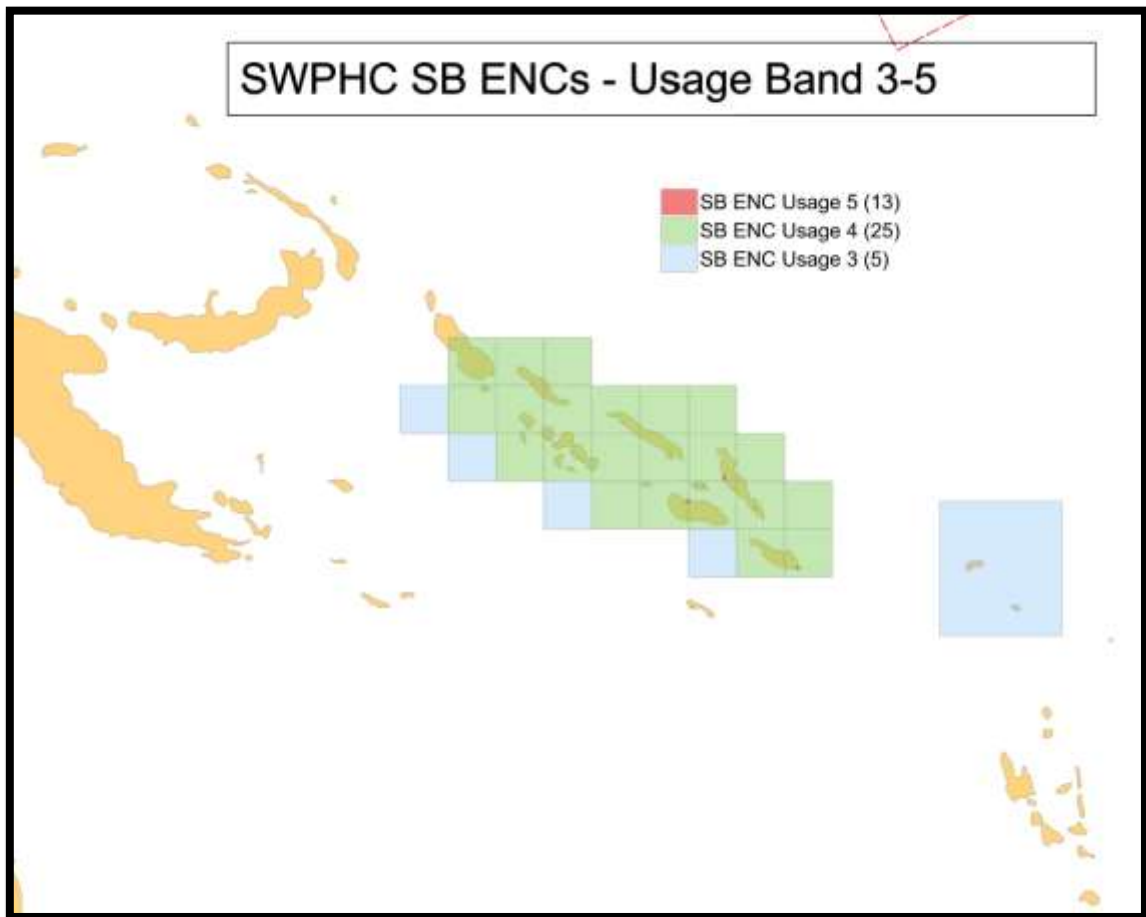 SWPHC SB ENCs - Usage Band 3-5
SB ENC Usage 5 (13)
SB ENC Usage 4 (25)
SB ENC Usage 3 (5)